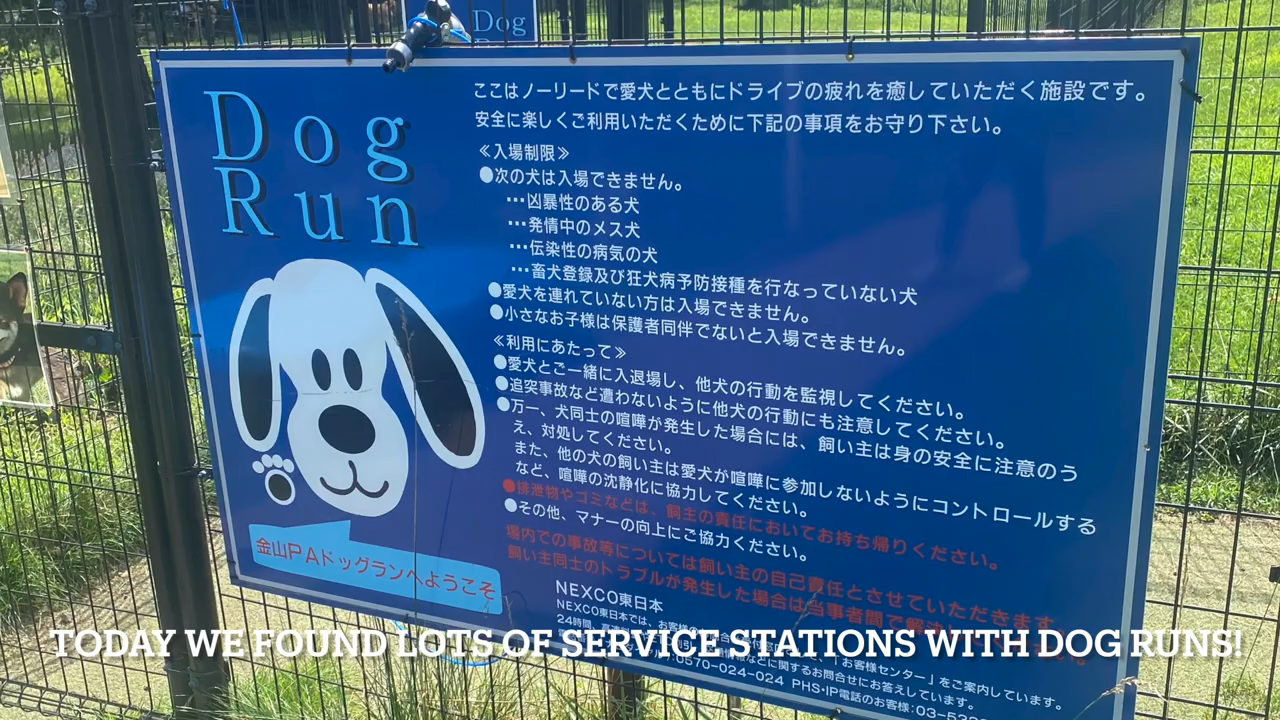 Dog
Dog
Run
ここはノーリードで愛犬とともにドライブの疲れを癒していただく施設です。
安全に楽しくご利用いただくために下記の事項をお守り下さい。
≪入場制限≫
●次の犬は入場できません。
…凶暴性のある犬
…発情中のメス犬
…伝染性の病気の犬
…畜犬登録及び狂犬病予防接種を行なっていない犬
●愛犬を連れていない方は入場できません。
●小さなお子様は保護者同伴でないと入場できません。
≪利用にあたって≫
●愛犬とご一緒に入退場し、他犬の行動を監視してください。
●追突事故など遭わないように他犬の行動にも注意してください。
●万一、犬同士の喧嘩が発生した場合には、飼い主は身の安全に注意のう
え、対処してください。
また、他の犬の飼い主は愛犬が喧嘩に参加しないようにコントロールする
など、喧嘩の沈静化に協力してください。
●排泄物やゴミなどは、飼主の責任においてお持ち帰りください。
●その他、マナーの向上にご協力ください。
場内での事故等については飼い主の自己責任とさせていただきます。
飼い主同士のトラブルが発生した場合は当事者間で解決
金山PAドッグランへようこそ
NEXCO東日本
NEXCO東日本では、お客様の
「お客様センター」をご案内しています。
24時間、
などに関するお問合せにお答えしています。
:0570-024-024 PHS・IP電話のお客様:03-53
TODAY WE FOUND LOTS OF SERVICE STATIONS WITH DOG RUNS!